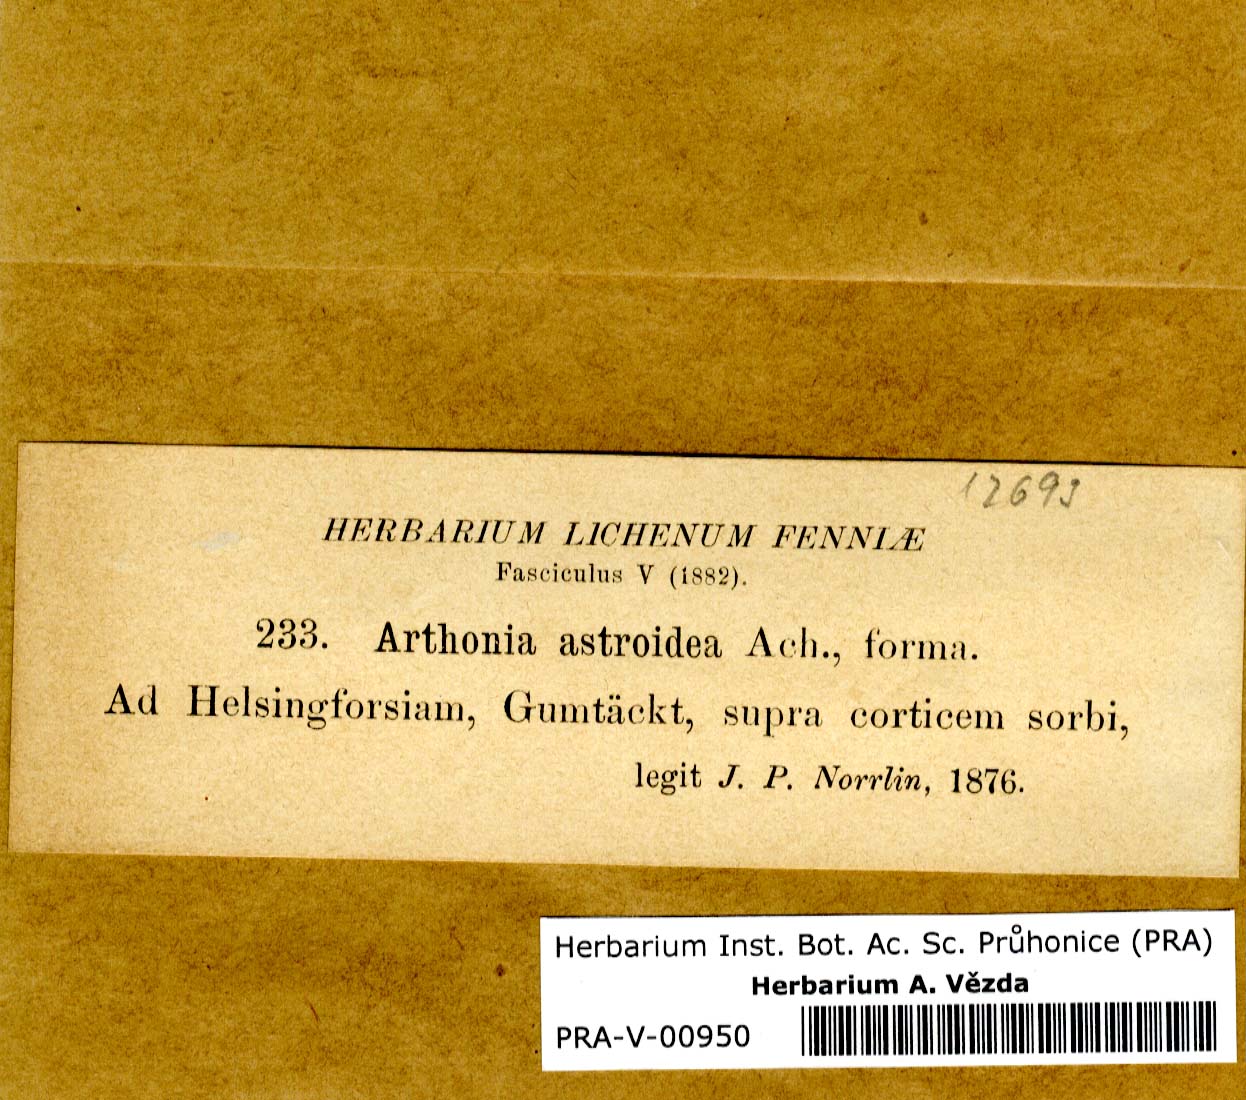 12693
HERBARIUM LICHENUM FENNIÆ
Fasciculus V (1882).
233. Arthonia astroidea Ach., forma.
Ad Helsingforsiam, Gumtäckt, supra corticem sorbi,
legit J. P. Norrlin, 1876.
Herbarium Inst. Bot. Ac. Sc. Průhonice (PRA)
Herbarium A. Vězda
PRA-V-00950